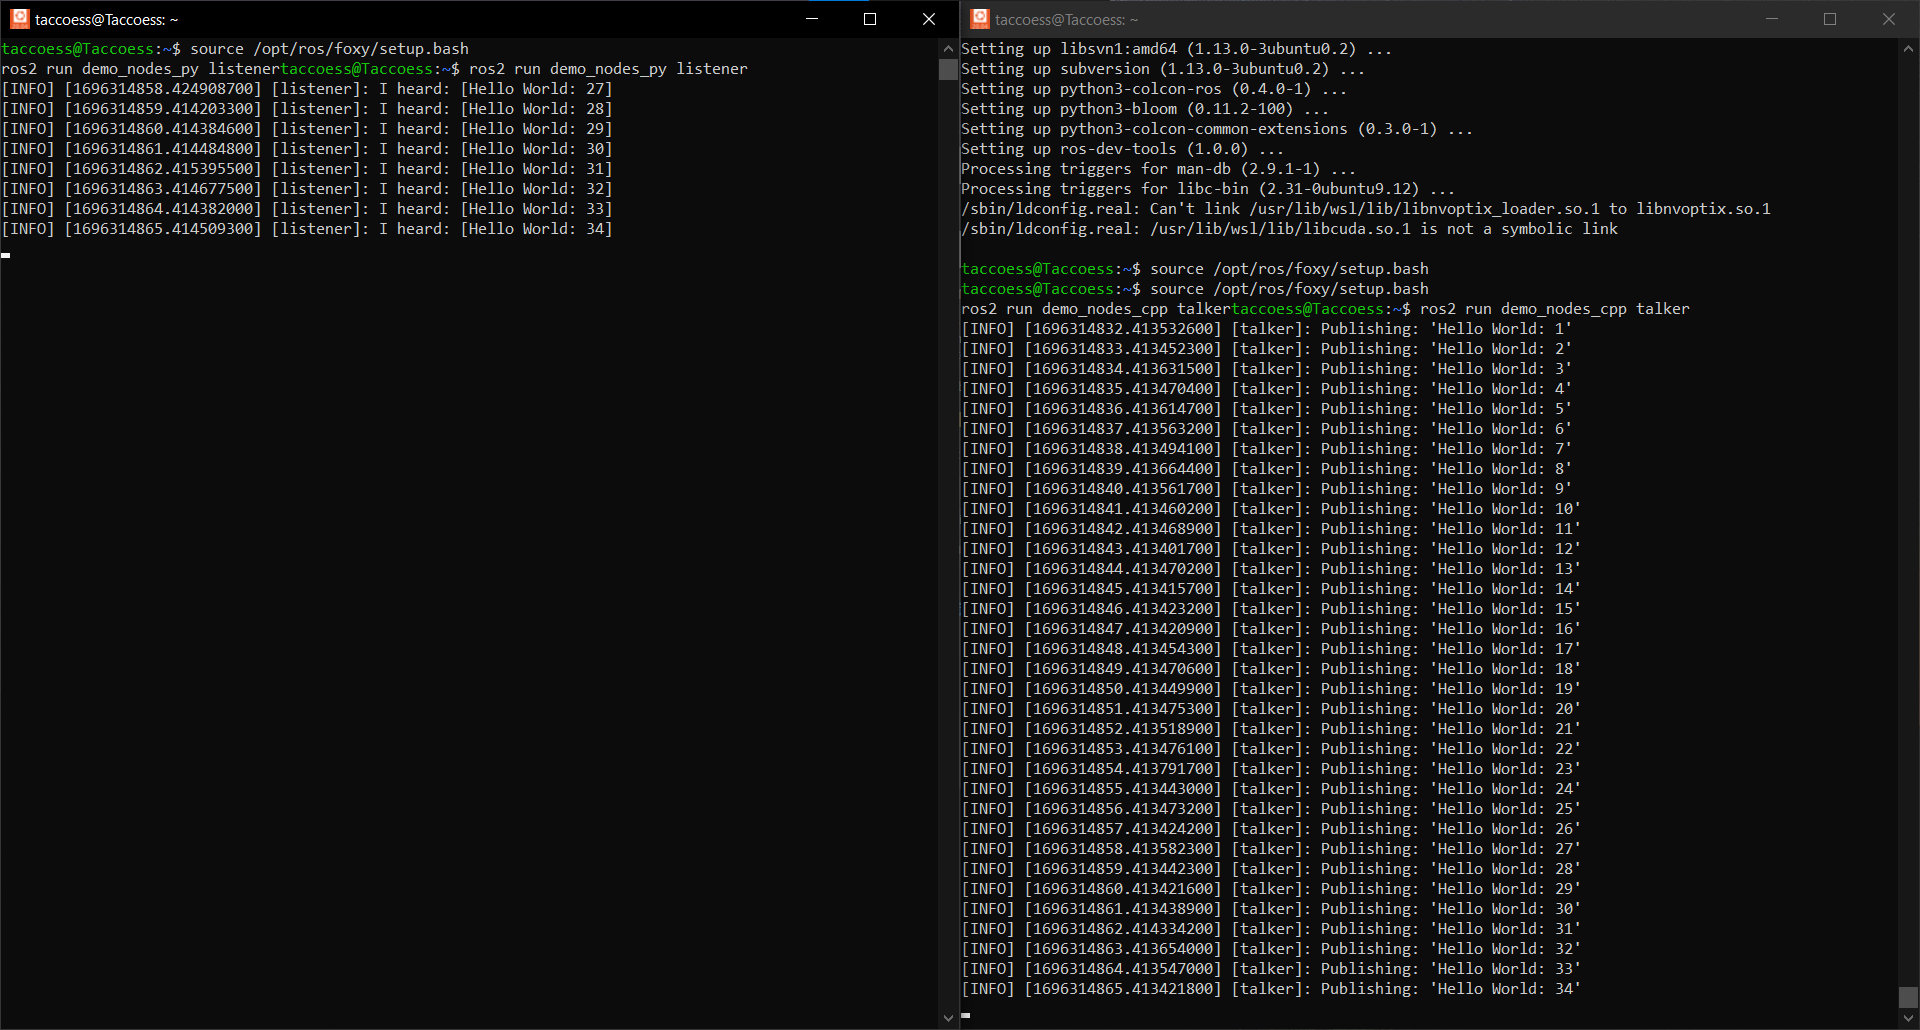 taccoess@Taccoess: ~
taccoess@Taccoess:~$ source /opt/ros/foxy/setup.bash
ros2 run demo_nodes_py listenertaccoess@Taccoess:~$ ros2 run demo_nodes_py listener
[INFO] [1696314858.424908700] [listener]: I heard: [Hello World: 27]
[INFO] [1696314859.414203300] [listener]: I heard: [Hello World: 28]
[INFO] [1696314860.414384600] [listener]: I heard: [Hello World: 29]
[INFO] [1696314861.414484800] [listener]: I heard: [Hello World: 30]
[INFO] [1696314862.415395500] [listener]: I heard: [Hello World: 31]
[INFO] [1696314863.414677500] [listener]: I heard: [Hello World: 32]
[INFO] [1696314864.414382000] [listener]: I heard: [Hello World: 33]
[INFO] [1696314865.414509300] [listener]: I heard: [Hello World: 34]
taccoess@Taccoess: ~
Setting up libsvn1:amd64 (1.13.0-3ubuntu0.2) ...
Setting up subversion (1.13.0-3ubuntu0.2) ...
Setting up python3-colcon-ros (0.4.0-1) ...
Setting up python3-bloom (0.11.2-100) ...
Setting up python3-colcon-common-extensions (0.3.0-1) ...
Setting up ros-dev-tools (1.0.0) ...
Processing triggers for man-db (2.9.1-1) ...
Processing triggers for libc-bin (2.31-0ubuntu9.12) ...
/sbin/ldconfig.real: Can't link /usr/lib/wsl/lib/libnvoptix_loader.so.1 to libnvoptix.so.1
/sbin/ldconfig.real: /usr/lib/wsl/lib/libcuda.so.1 is not a symbolic link
taccoess@Taccoess:~$ source /opt/ros/foxy/setup.bash
taccoess@Taccoess:~$ source /opt/ros/foxy/setup.bash
ros2 run demo_nodes_cpp talkertaccoess@Taccoess:~$ ros2 run demo_nodes_cpp talker
[INFO] [1696314832.413532600] [talker]: Publishing: 'Hello World: 1'
[INFO] [1696314833.413452300] [talker]: Publishing: 'Hello World: 2'
[INFO] [1696314834.413631500] [talker]: Publishing: 'Hello World: 3'
[INFO] [1696314835.413470400] [talker]: Publishing: 'Hello World: 4'
[INFO] [1696314836.413614700] [talker]: Publishing: 'Hello World: 5'
[INFO] [1696314837.413563200] [talker]: Publishing: 'Hello World: 6'
[INFO] [1696314838.413494100] [talker]: Publishing: 'Hello World: 7'
[INFO] [1696314839.413664400] [talker]: Publishing: 'Hello World: 8'
[INFO] [1696314840.413561700] [talker]: Publishing: 'Hello World: 9'
[INFO] [1696314841.413460200] [talker]: Publishing: 'Hello World: 10'
[INFO] [1696314842.413468900] [talker]: Publishing: 'Hello World: 11'
[INFO] [1696314843.413401700] [talker]: Publishing: 'Hello World: 12'
[INFO] [1696314844.413470200] [talker]: Publishing: 'Hello World: 13'
[INFO] [1696314845.413415700] [talker]: Publishing: 'Hello World: 14'
[INFO] [1696314846.413423200] [talker]: Publishing: 'Hello World: 15'
[INFO] [1696314847.413420900] [talker]: Publishing: 'Hello World: 16'
[INFO] [1696314848.413454300] [talker]: Publishing: 'Hello World: 17'
[INFO] [1696314849.413470600] [talker]: Publishing: 'Hello World: 18'
[INFO] [1696314850.413449900] [talker]: Publishing: 'Hello World: 19'
[INFO] [1696314851.413475300] [talker]: Publishing: 'Hello World: 20'
[INFO] [1696314852.413518900] [talker]: Publishing: 'Hello World: 21'
[INFO] [1696314853.413476100] [talker]: Publishing: 'Hello World: 22'
[INFO] [1696314854.413791700] [talker]: Publishing: 'Hello World: 23'
[INFO] [1696314855.413443000] [talker]: Publishing: 'Hello World: 24'
[INFO] [1696314856.413473200] [talker]: Publishing: 'Hello World: 25'
[INFO] [1696314857.413424200] [talker]: Publishing: 'Hello World: 26'
[INFO] [1696314858.413582300] [talker]: Publishing: 'Hello World: 27'
[INFO] [1696314859.413442300] [talker]: Publishing: 'Hello World: 28'
[INFO] [1696314860.413421600] [talker]: Publishing: 'Hello World: 29'
[INFO] [1696314861.413438900] [talker]: Publishing: 'Hello World: 30'
[INFO] [1696314862.414334200] [talker]: Publishing: 'Hello World: 31'
[INFO] [1696314863.413654000] [talker]: Publishing: 'Hello World: 32'
[INFO] [1696314864.413547000] [talker]: Publishing: 'Hello World: 33'
[INFO] [1696314865.413421800] [talker]: Publishing: 'Hello World: 34'